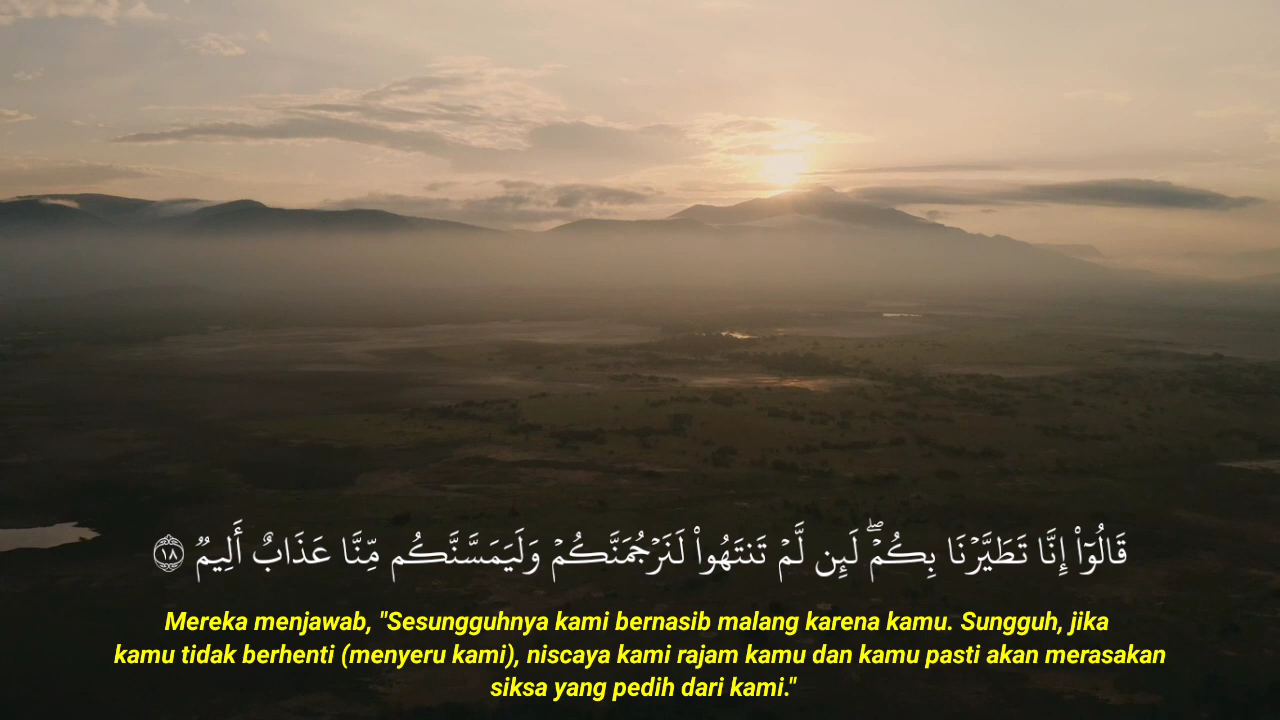 قَالُوٓا۟ إِنَّا تَطَيَّرْنَا بِكُمْ ۖ لَئِن لَّمْ تَنتَهُوا۟ لَنَرْجُمَنَّكُمْ وَلَيَمَسَّنَّكُم مِّنَّا عَذَابٌ أَلِيمٌ ١٨
Mereka menjawab, "Sesungguhnya kami bernasib malang karena kamu. Sungguh, jika
kamu tidak berhenti (menyeru kami), niscaya kami rajam kamu dan kamu pasti akan merasakan
siksa yang pedih dari kami."